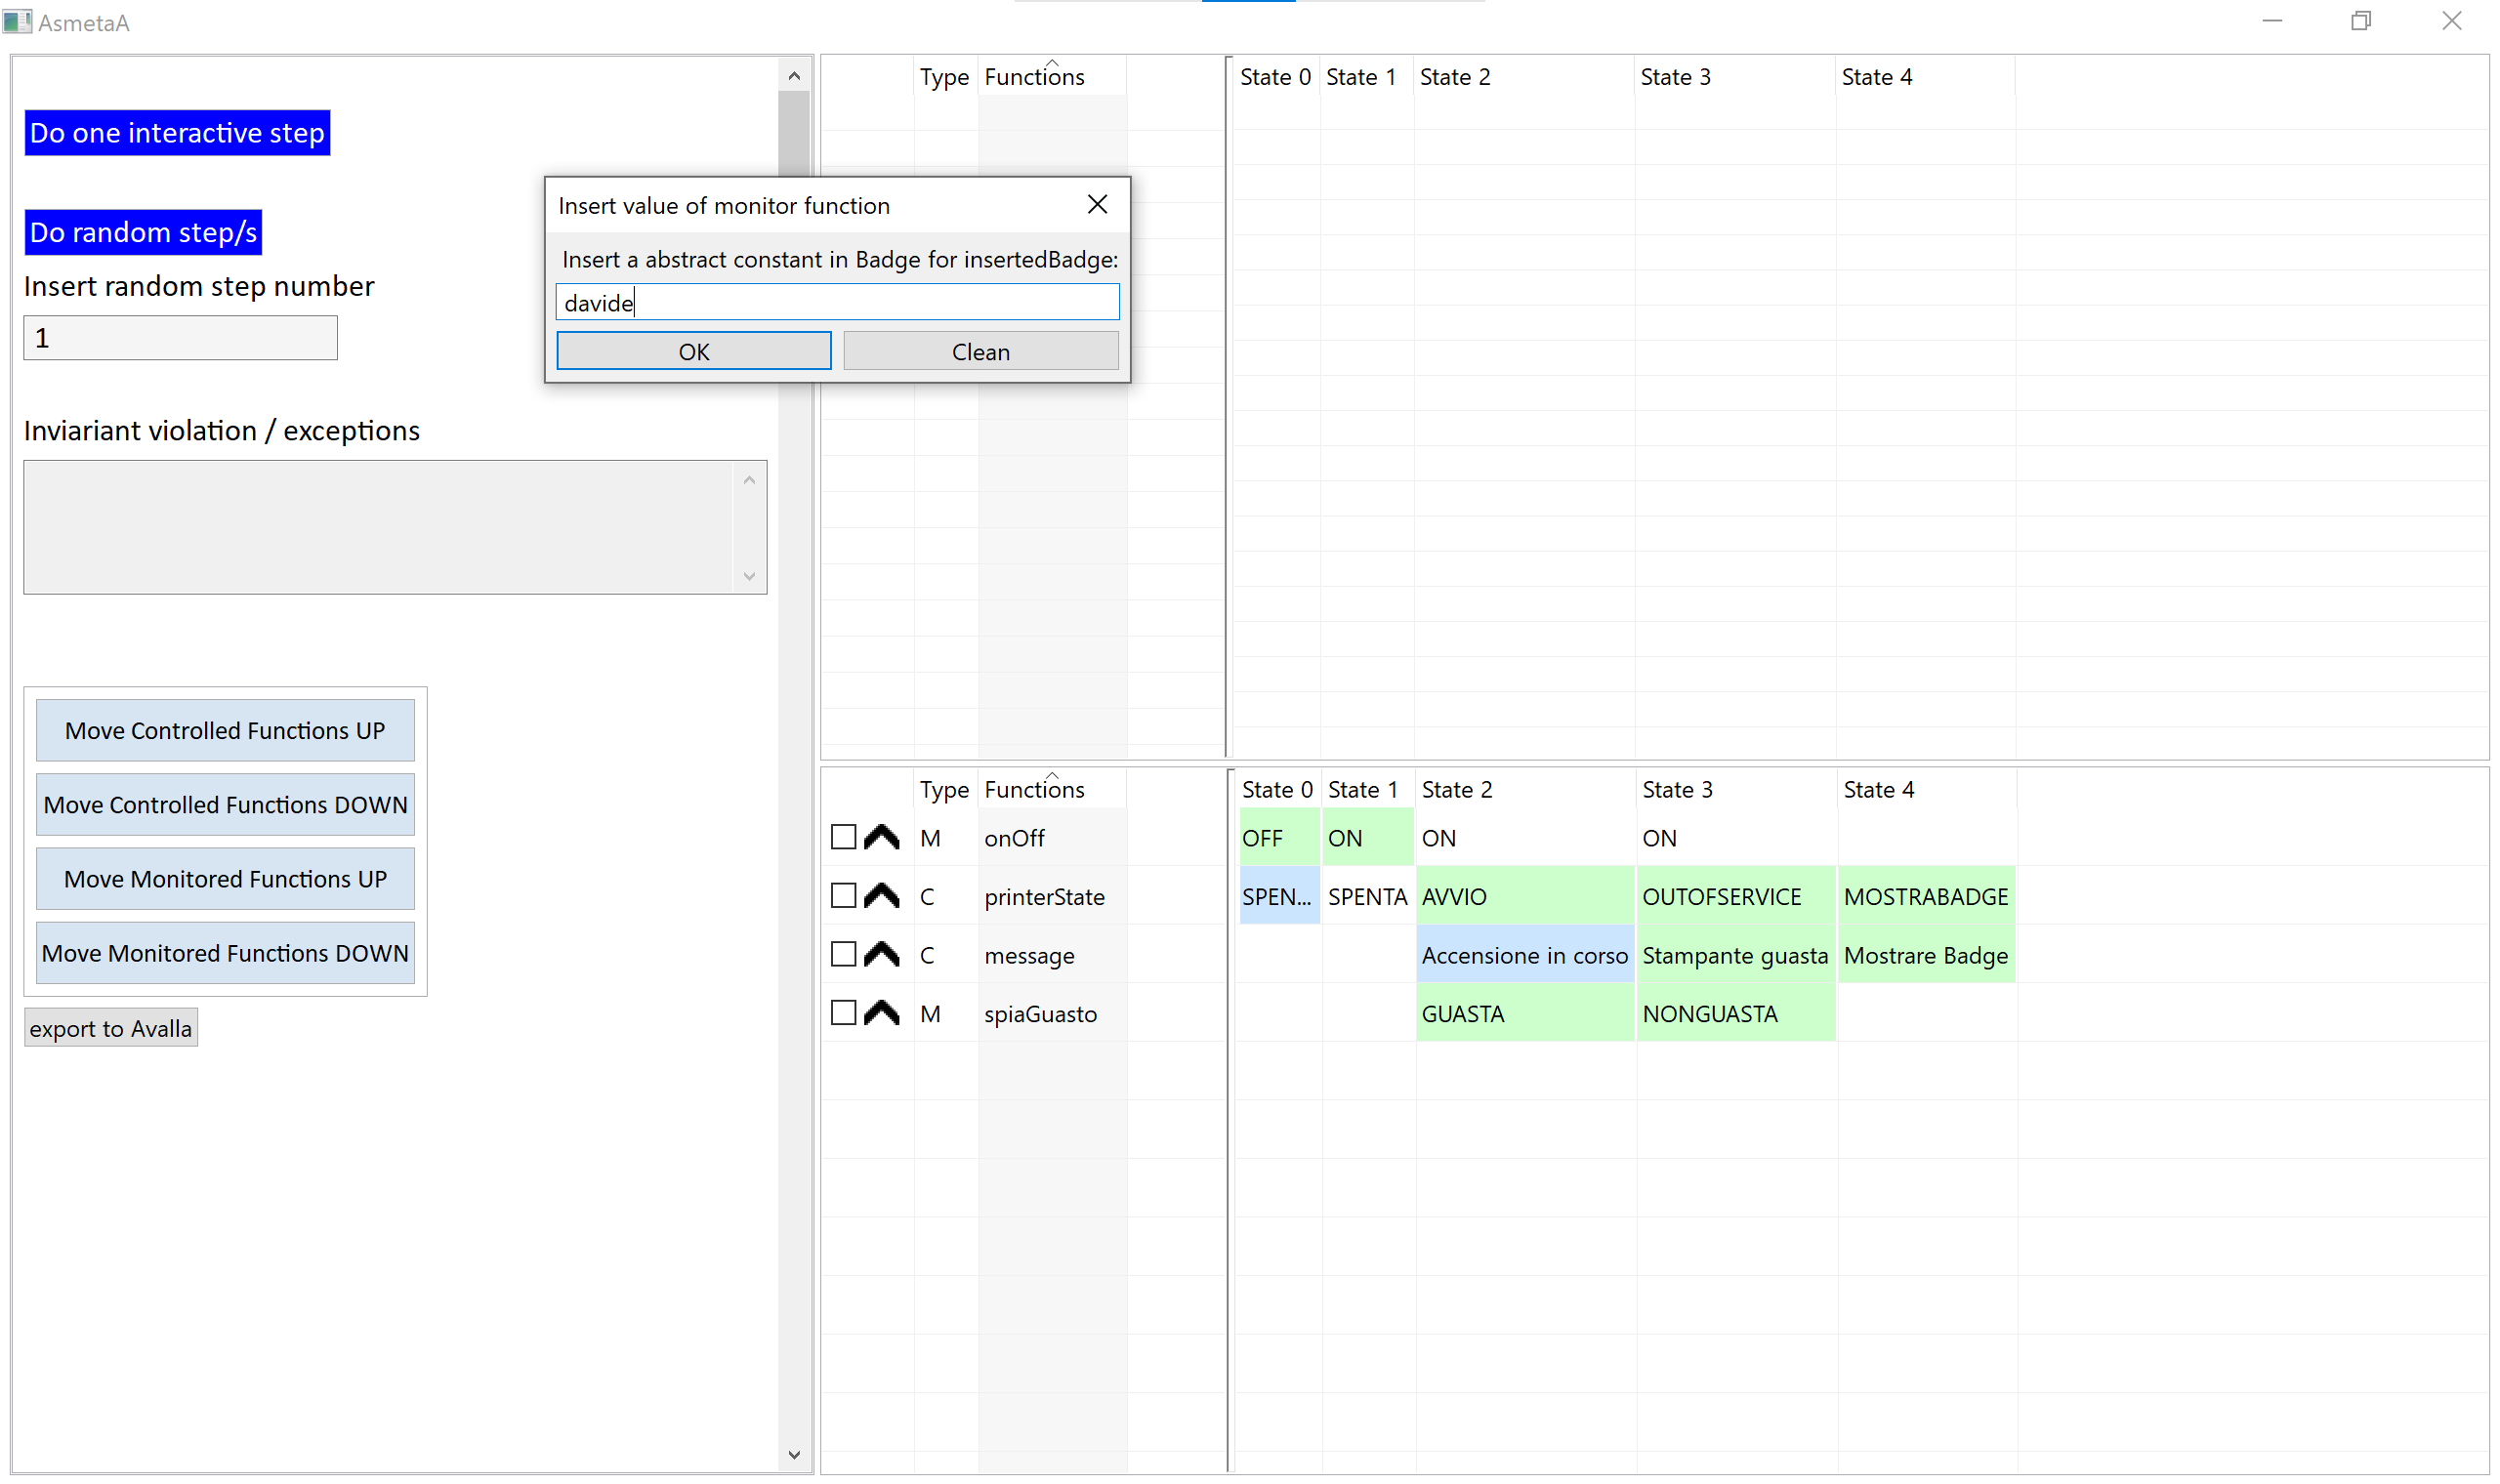 AsmetaA
Do one interactive step
Do random step/s
Insert random step number
1
Inviariant violation / exceptions
Move Controlled Functions UP
Move Controlled Functions DOWN
Move Monitored Functions UP
Move Monitored Functions DOWN
export to Avalla
Insert value of monitor function
Insert a abstract constant in Badge for insertedBadge:
davide
OK Clean
Type Functions State 0 State 1 State 2 State 3 State 4
Type Functions State 0 State 1 State 2 State 3 State 4
M onOff OFF ON ON ON
C printerState SPEN... SPENTA AVVIO OUTOFSERVICE MOSTRABADGE
C message Accensione in corso Stampante guasta Mostrare Badge
M spiaGuasto GUASTA NONGUASTA